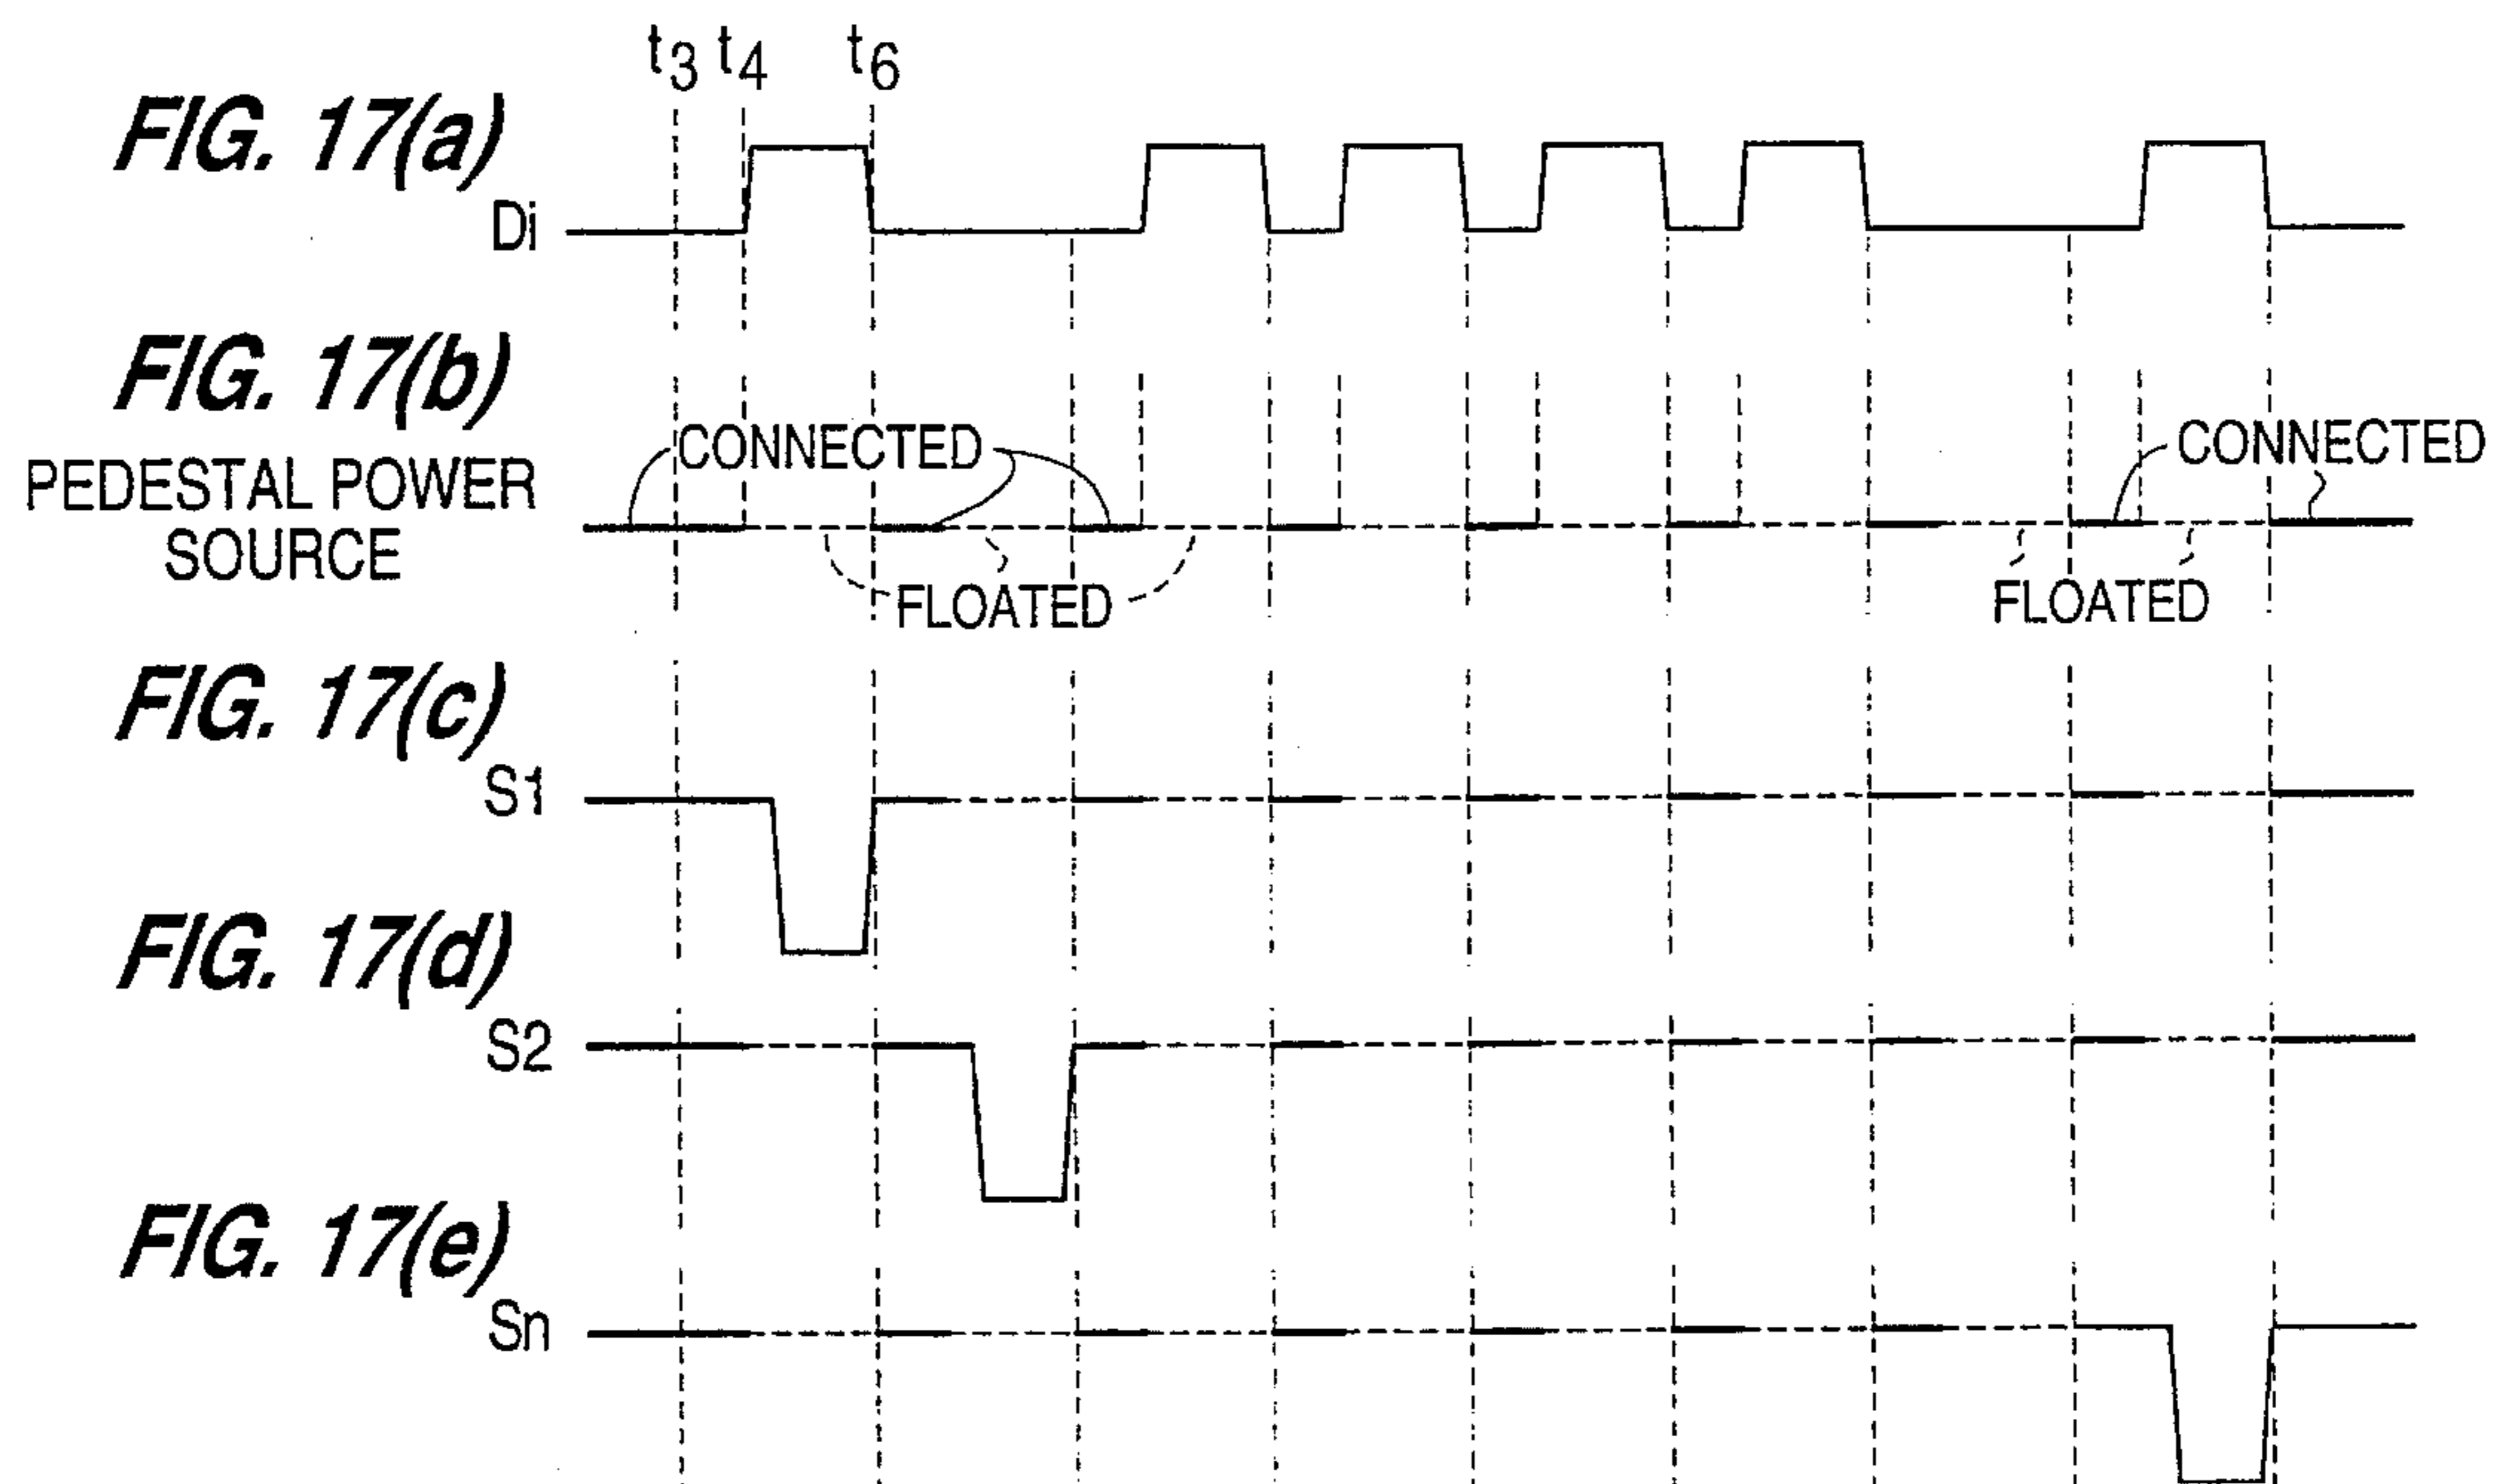 t3 t4 t6
FIG. 17(a)
Di
FIG. 17(b)
CONNECTED
CONNECTED
PEDESTAL POWER
SOURCE
FLOATED
FLOATED
FIG. 17(c)
S1
FIG. 17(d)
S2
FIG. 17(e)
Sn